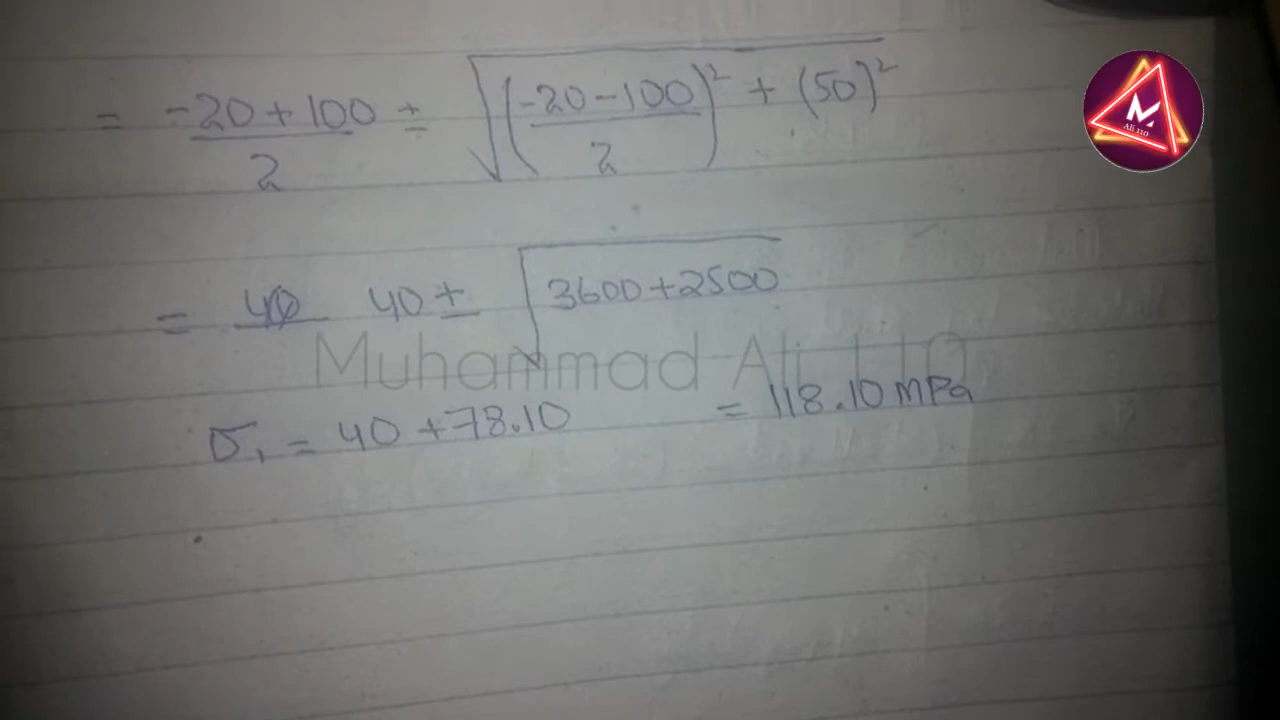 = -20+100/2 ± √((-20-100/2)² + (50)²)
M
Ali 110
= 40 40 ± √3600+2500
Muhammad Ali 110
σ₁ = 40 +78.10 = 118.10 MPa